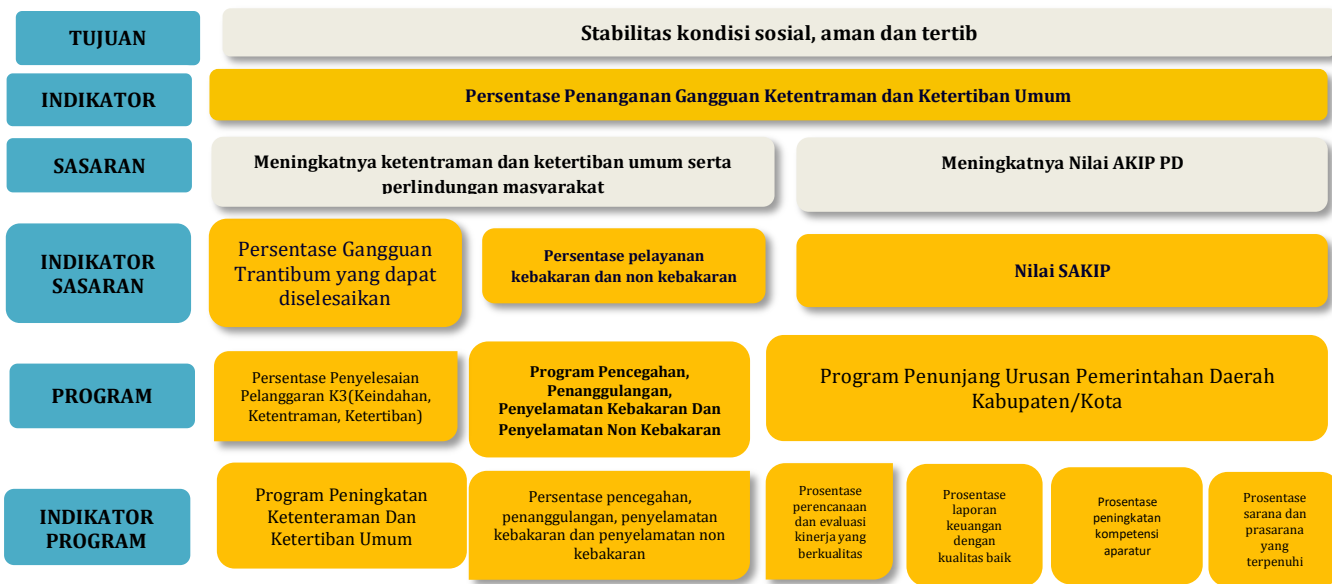 TUJUAN
Stabilitas kondisi sosial, aman dan tertib
INDIKATOR
Persentase Penanganan Gangguan Ketentraman dan Ketertiban Umum
SASARAN
Meningkatnya ketentraman dan ketertiban umum serta
perlindungan masyarakat
Meningkatnya Nilai AKIP PD
INDIKATOR
SASARAN
Persentase Gangguan
Trantibum yang dapat
diselesaikan
Persentase pelayanan
kebakaran dan non kebakaran
Nilai SAKIP
PROGRAM
Persentase Penyelesaian
Pelanggaran K3(Keindahan,
Ketentraman, Ketertiban)
Program Pencegahan,
Penanggulangan,
Penyelamatan Kebakaran Dan
Penyelamatan Non Kebakaran
Program Penunjang Urusan Pemerintahan Daerah
Kabupaten/Kota
INDIKATOR
PROGRAM
Program Peningkatan
Ketenteraman Dan
Ketertiban Umum
Persentase pencegahan,
penanggulangan, penyelamatan
kebakaran dan penyelamatan non
kebakaran
Prosentase
perencanaan
dan evaluasi
kinerja yang
berkualitas
Prosentase
laporan
keuangan
dengan
kualitas baik
Prosentase
peningkatan
kompetensi
aparatur
Prosentase
sarana dan
prasarana
yang
terpenuhi